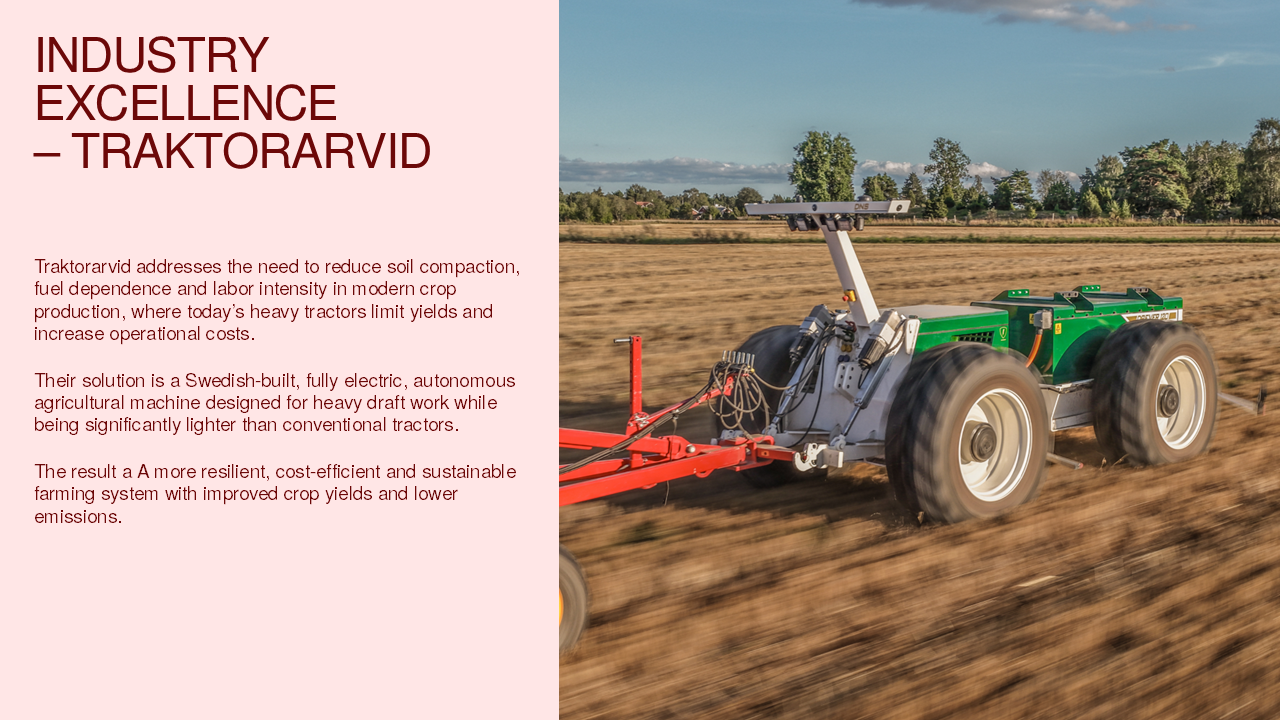 INDUSTRY
EXCELLENCE
– TRAKTORARVID
Traktorarvid addresses the need to reduce soil compaction,
fuel dependence and labor intensity in modern crop
production, where today’s heavy tractors limit yields and
increase operational costs.
Their solution is a Swedish-built, fully electric, autonomous
agricultural machine designed for heavy draft work while
being significantly lighter than conventional tractors.
The result a A more resilient, cost-efficient and sustainable
farming system with improved crop yields and lower
emissions.